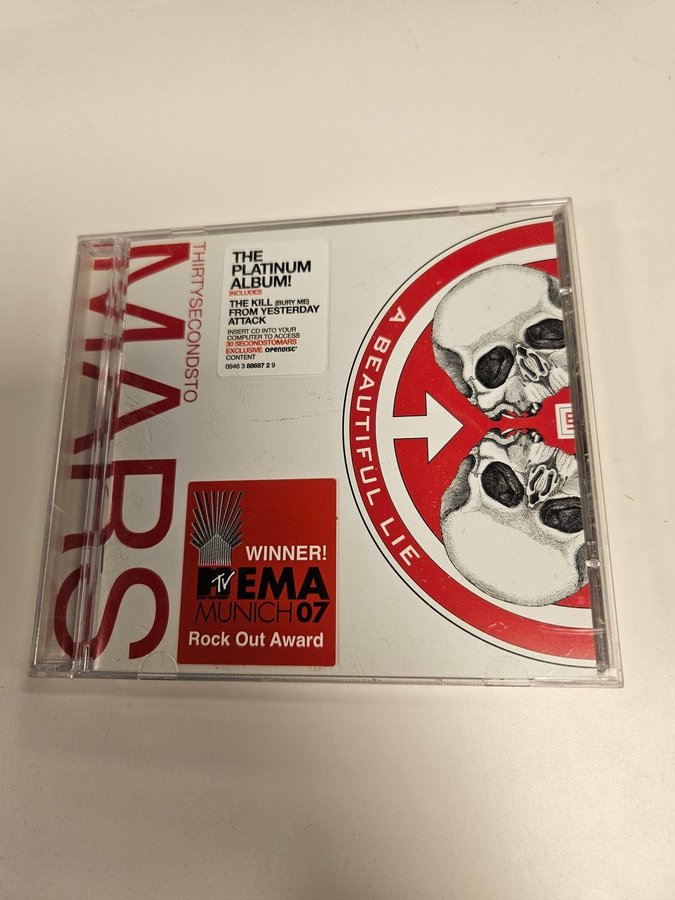 THIRTYSECONDSTO
MARS
THE
PLATINUM
ALBUM!
INCLUDES
THE KILL (BURY ME)
FROM YESTERDAY
ATTACK
INSERT CD INTO YOUR
COMPUTER TO ACCESS
30 SECONDSTOMARS
EXCLUSIVE OPENDISC*
CONTENT
0946 3 88687 2 9
A BEAUTIFUL LIE
WINNER!
MTV EMA
MUNICH 07
Rock Out Award